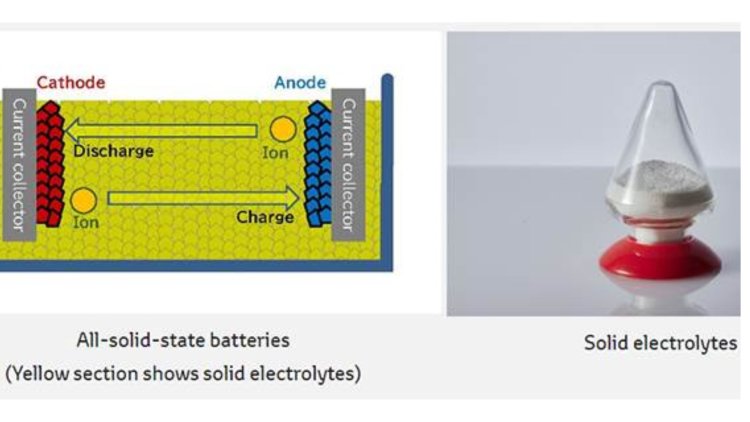 Cathode
Anode
Current collector
Current collector
Discharge
Ion
Ion
Charge
All-solid-state batteries
(Yellow section shows solid electrolytes)
Solid electrolytes